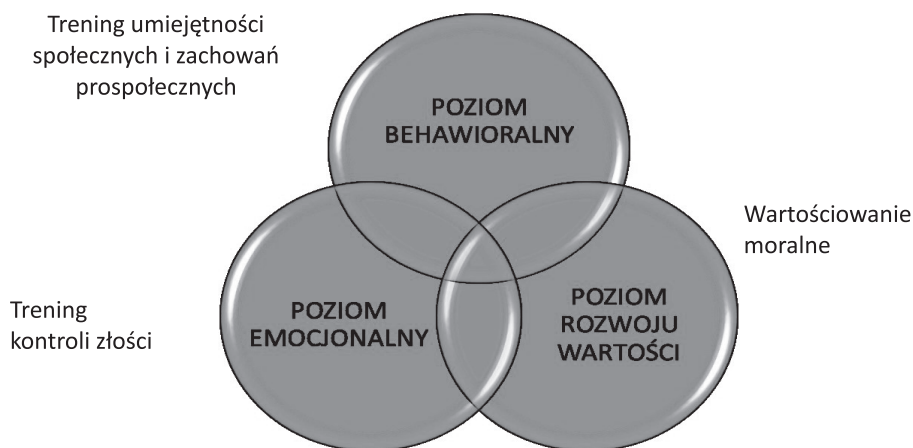 Trening umiejętności
społecznych i zachowań
prospołecznych
POZIOM
BEHAWIORALNY
Wartościowanie
moralne
Trening
kontroli złości
POZIOM
EMOCJONALNY
POZIOM
ROZWOJU
WARTOŚCI